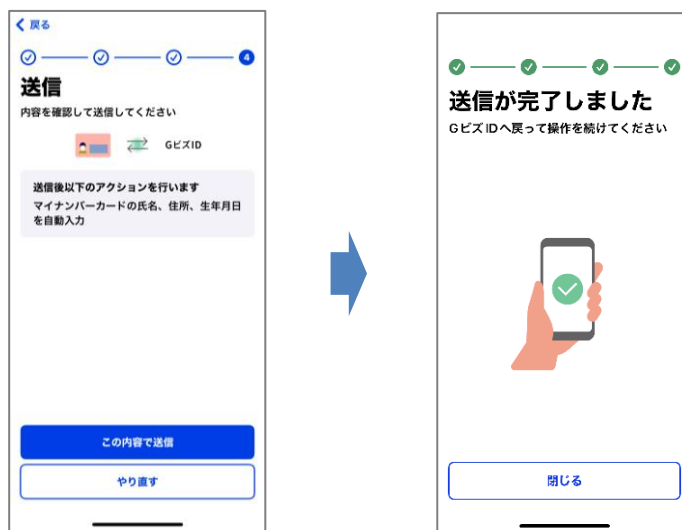 戻る
4
送信
内容を確認して送信してください
GビズID
送信後以下のアクションを行います
マイナンバーカードの氏名、住所、生年月日
を自動入力
この内容で送信
やり直す
送信が完了しました
GビズIDへ戻って操作を続けてください
閉じる